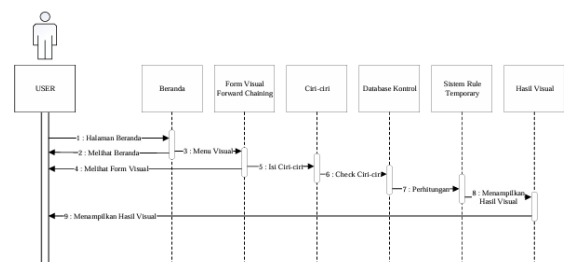 USER
Beranda
Form Visual
Forward Chaining
Ciri-ciri
Database Kontrol
Sistem Rule
Temporary
Hasil Visual
1 : Halaman Beranda
2 : Melihat Beranda
3 : Menu Visual
4 : Melihat Form Visual
5 : Isi Ciri-ciri
6 : Check Ciri-ciri
7 : Perhitungan
8 : Menampilkan
Hasil Visual
9 : Menampilkan Hasil Visual